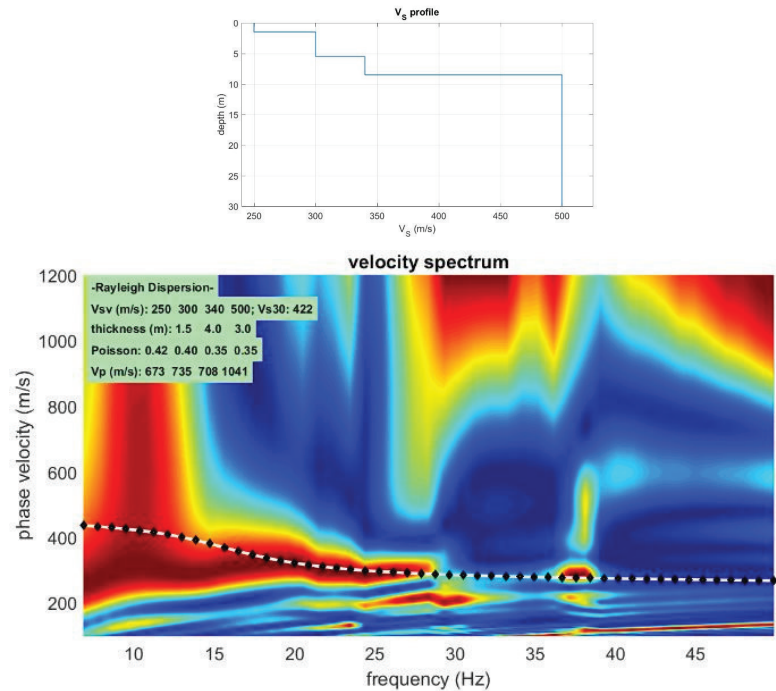 V_S profile
0
5
10
15
20
25
30
depth (m)
250 300 350 400 450 500
V_S (m/s)
velocity spectrum
-Rayleigh Dispersion-
Vsv (m/s): 250 300 340 500; Vs30: 422
thickness (m): 1.5 4.0 3.0
Poisson: 0.42 0.40 0.35 0.35
Vp (m/s): 673 735 708 1041
1200
1000
800
600
400
200
phase velocity (m/s)
10 15 20 25 30 35 40 45
frequency (Hz)